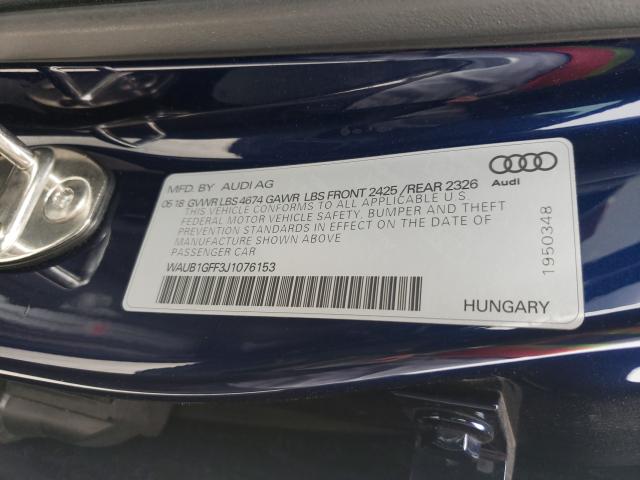 MFD. BY AUDI AG
05 18 GVWR LBS 4674 GAWR LBS FRONT 2425 /REAR 2326
THIS VEHICLE CONFORMS TO ALL APPLICABLE U S
FEDERAL MOTOR VEHICLE SAFETY, BUMPER AND THEFT
PREVENTION STANDARDS IN EFFECT ON THE DATE OF
MANUFACTURE SHOWN ABOVE
PASSENGER CAR
WAUB1GFF3J1076153
HUNGARY
Audi
1950348